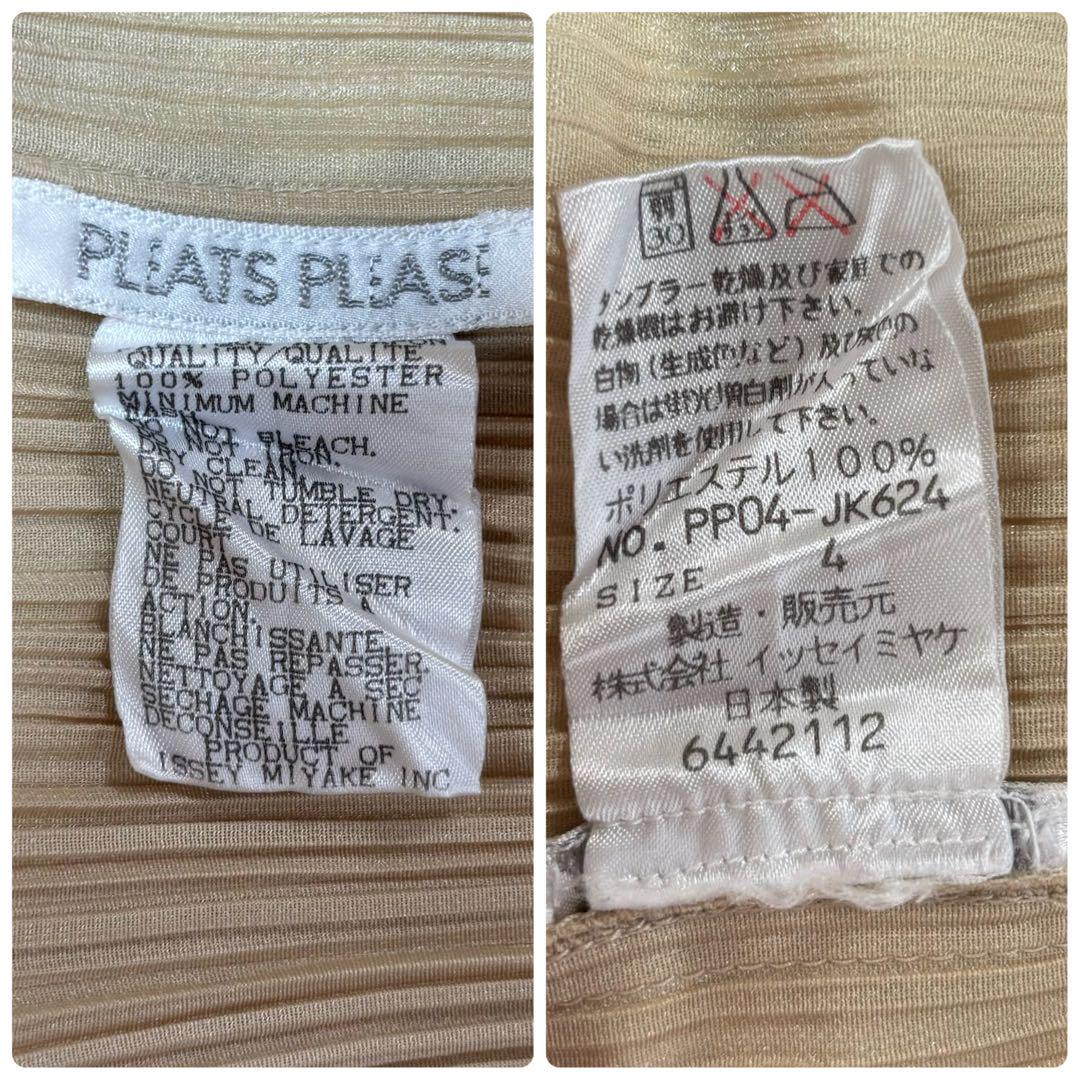 PLEATS PLEASE
QUALITY/QUALITE
100% POLYESTER
MINIMUM MACHINE
DO NOT BLEACH.
DO NOT IRON.
DRY CLEAN.
DO NOT TUMBLE DRY.
NEUTRAL DETERGENT.
CYCLE DE LAVAGE
COURT
NE PAS UTILISER
DE PRODUITS A
ACTION
BLANCHISSANTE.
NE PAS REPASSER.
NETTOYAGE A SEC
SECHAGE MACHINE
DECONSEILLE
PRODUCT OF
ISSEY MIYAKE INC
弱
30
タンブラー乾燥及び家庭での
乾燥機はお避け下さい。
白物(生成色など)及び淡色の
場合は蛍光増白剤が入っていな
い洗剤を使用して下さい。
ポリエステル100%
NO. PP04-JK624
SIZE 4
製造・販売元
株式会社 イッセイミヤケ
日本製
6442112